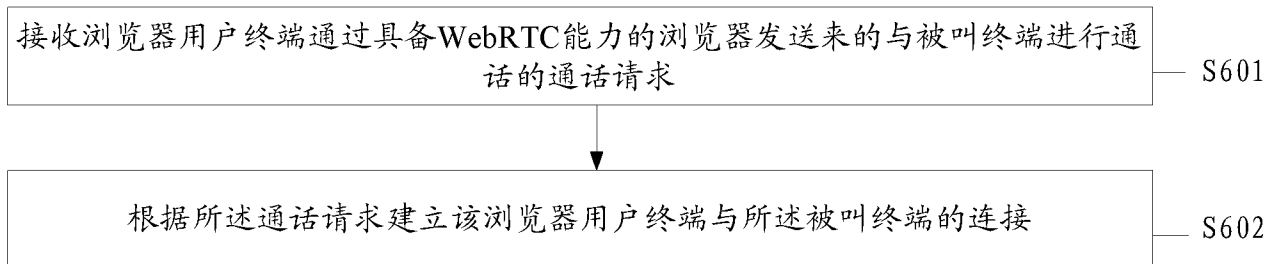 接收浏览器用户终端通过具备WebRTC能力的浏览器发送来的与被叫终端进行通
话的通话请求
S601
根据所述通话请求建立该浏览器用户终端与所述被叫终端的连接
S602